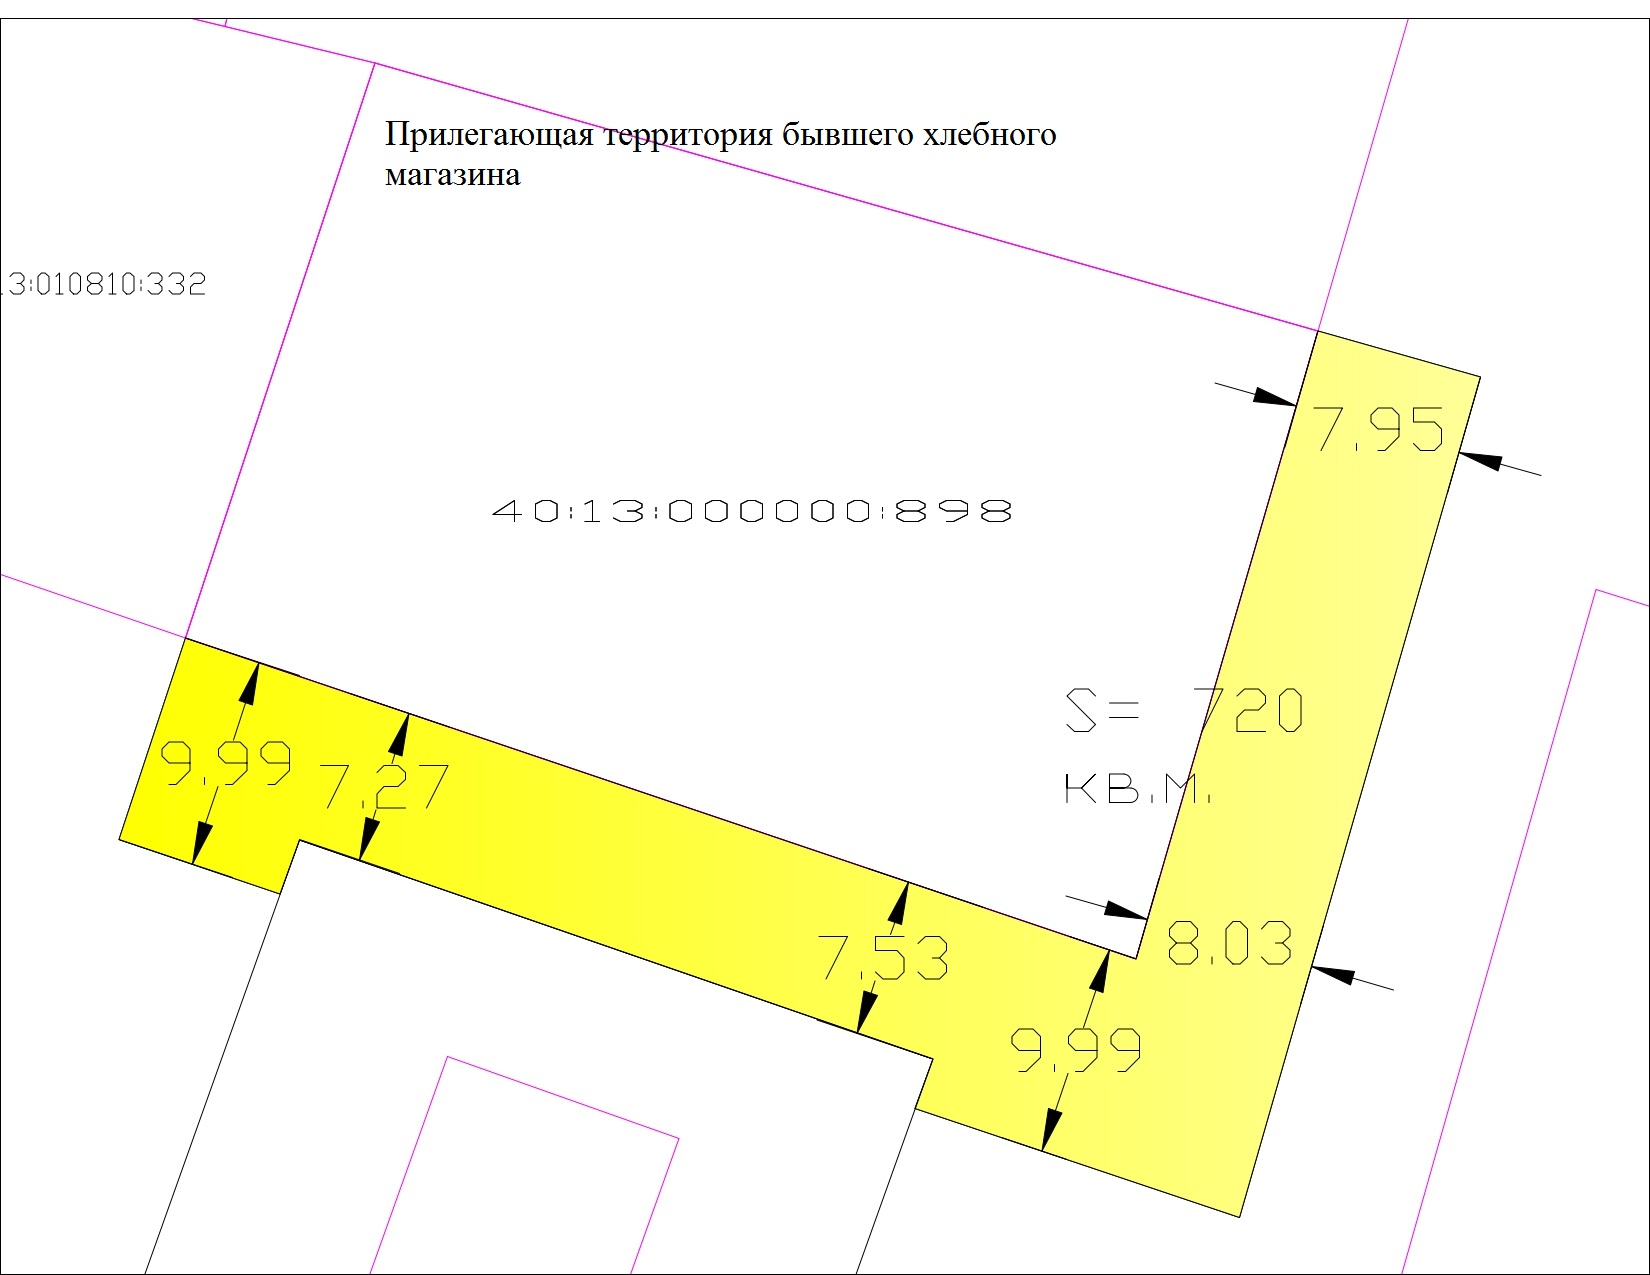 Прилегающая территория бывшего хлебного
магазина
3:010810:332
7.95
40:13:000000:898
S= 720
КВ.М.
9.99
7.27
7.53
8.03
9.99